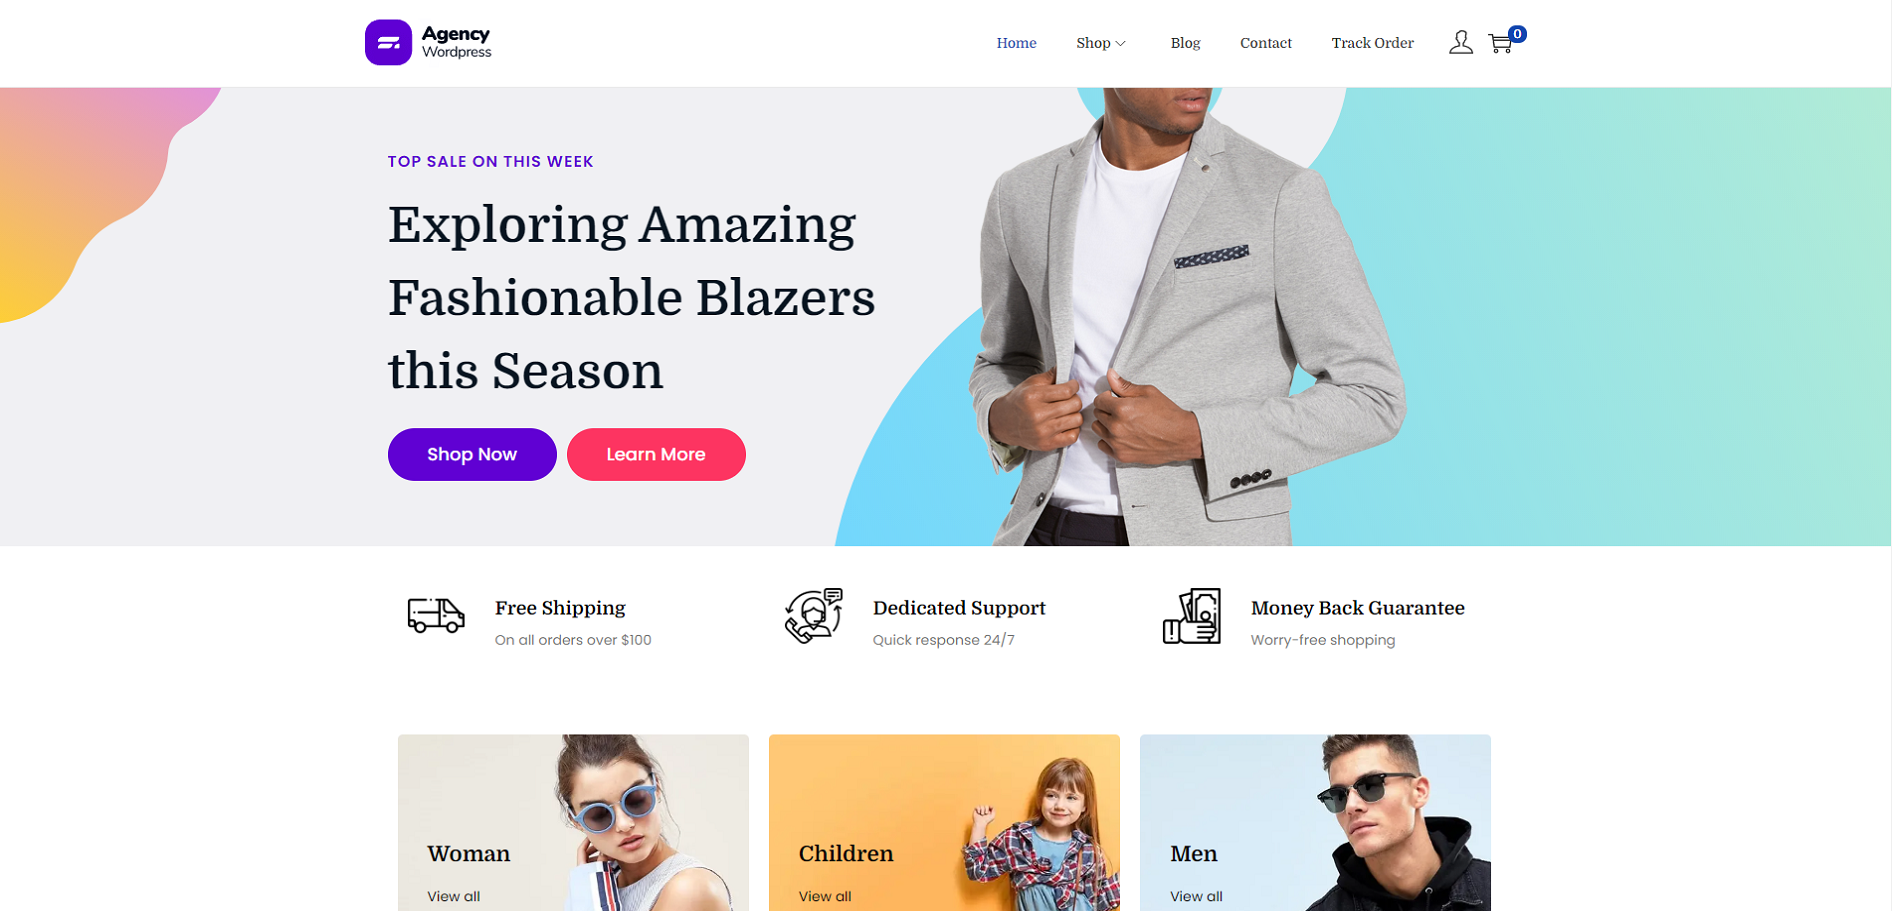 Agency
Wordpress
Home
Shop
Blog
Contact
Track Order
0
TOP SALE ON THIS WEEK
Exploring Amazing
Fashionable Blazers
this Season
Shop Now
Learn More
Free Shipping
On all orders over $100
Dedicated Support
Quick response 24/7
Money Back Guarantee
Worry-free shopping
Woman
View all
Children
View all
Men
View all